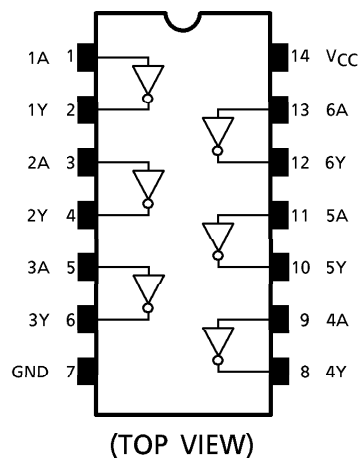 1A 1 14 VCC
1Y 2 13 6A
2A 3 12 6Y
2Y 4 11 5A
3A 5 10 5Y
3Y 6 9 4A
GND 7 8 4Y
(TOP VIEW)